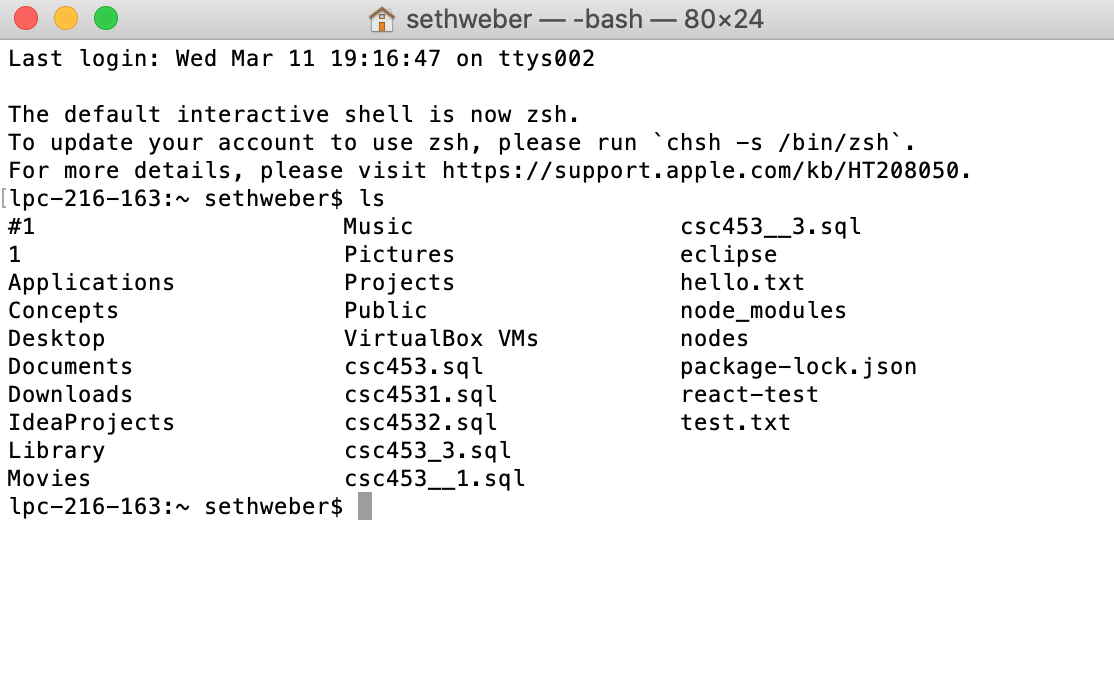 sethweber — -bash — 80×24
Last login: Wed Mar 11 19:16:47 on ttys002
The default interactive shell is now zsh.
To update your account to use zsh, please run `chsh -s /bin/zsh`.
For more details, please visit https://support.apple.com/kb/HT208050.
[lpc-216-163:~ sethweber$ ls
#1 Music csc453__3.sql
1 Pictures eclipse
Applications Projects hello.txt
Concepts Public node_modules
Desktop VirtualBox VMs nodes
Documents csc453.sql package-lock.json
Downloads csc4531.sql react-test
IdeaProjects csc4532.sql test.txt
Library csc453_3.sql
Movies csc453__1.sql
lpc-216-163:~ sethweber$